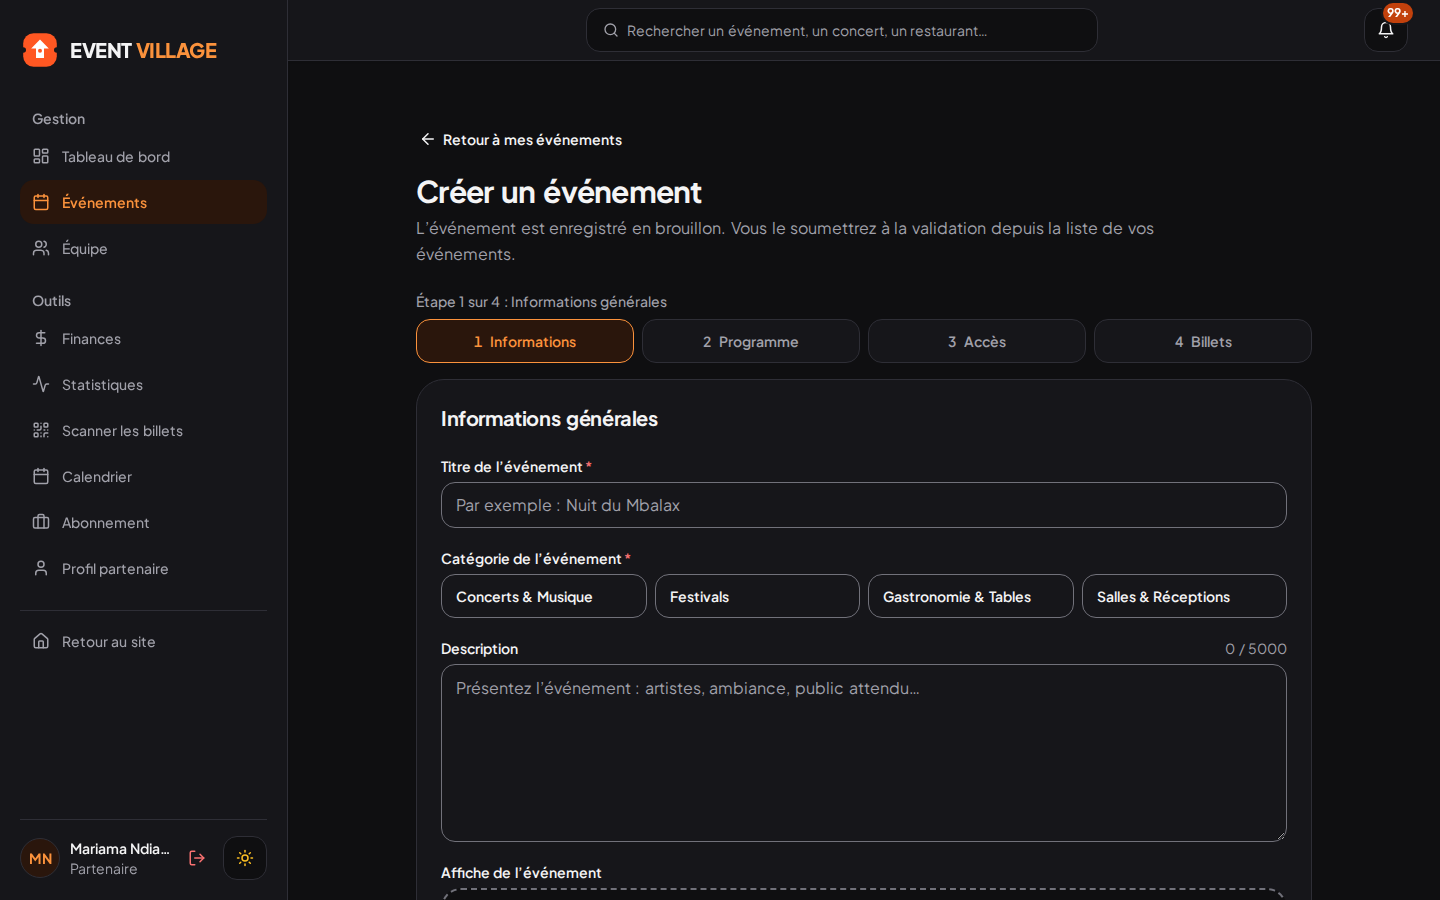 EVENT VILLAGE
Rechercher un événement, un concert, un restaurant…
99+
Gestion
Tableau de bord
Événements
Équipe
Outils
Finances
Statistiques
Scanner les billets
Calendrier
Abonnement
Profil partenaire
Retour au site
MN
Mariama Ndia…
Partenaire
Retour à mes événements
Créer un événement
L’événement est enregistré en brouillon. Vous le soumettrez à la validation depuis la liste de vos
événements.
Étape 1 sur 4 : Informations générales
1 Informations
2 Programme
3 Accès
4 Billets
Informations générales
Titre de l’événement *
Par exemple : Nuit du Mbalax
Catégorie de l’événement *
Concerts & Musique
Festivals
Gastronomie & Tables
Salles & Réceptions
Description
0 / 5000
Présentez l’événement : artistes, ambiance, public attendu…
Affiche de l’événement